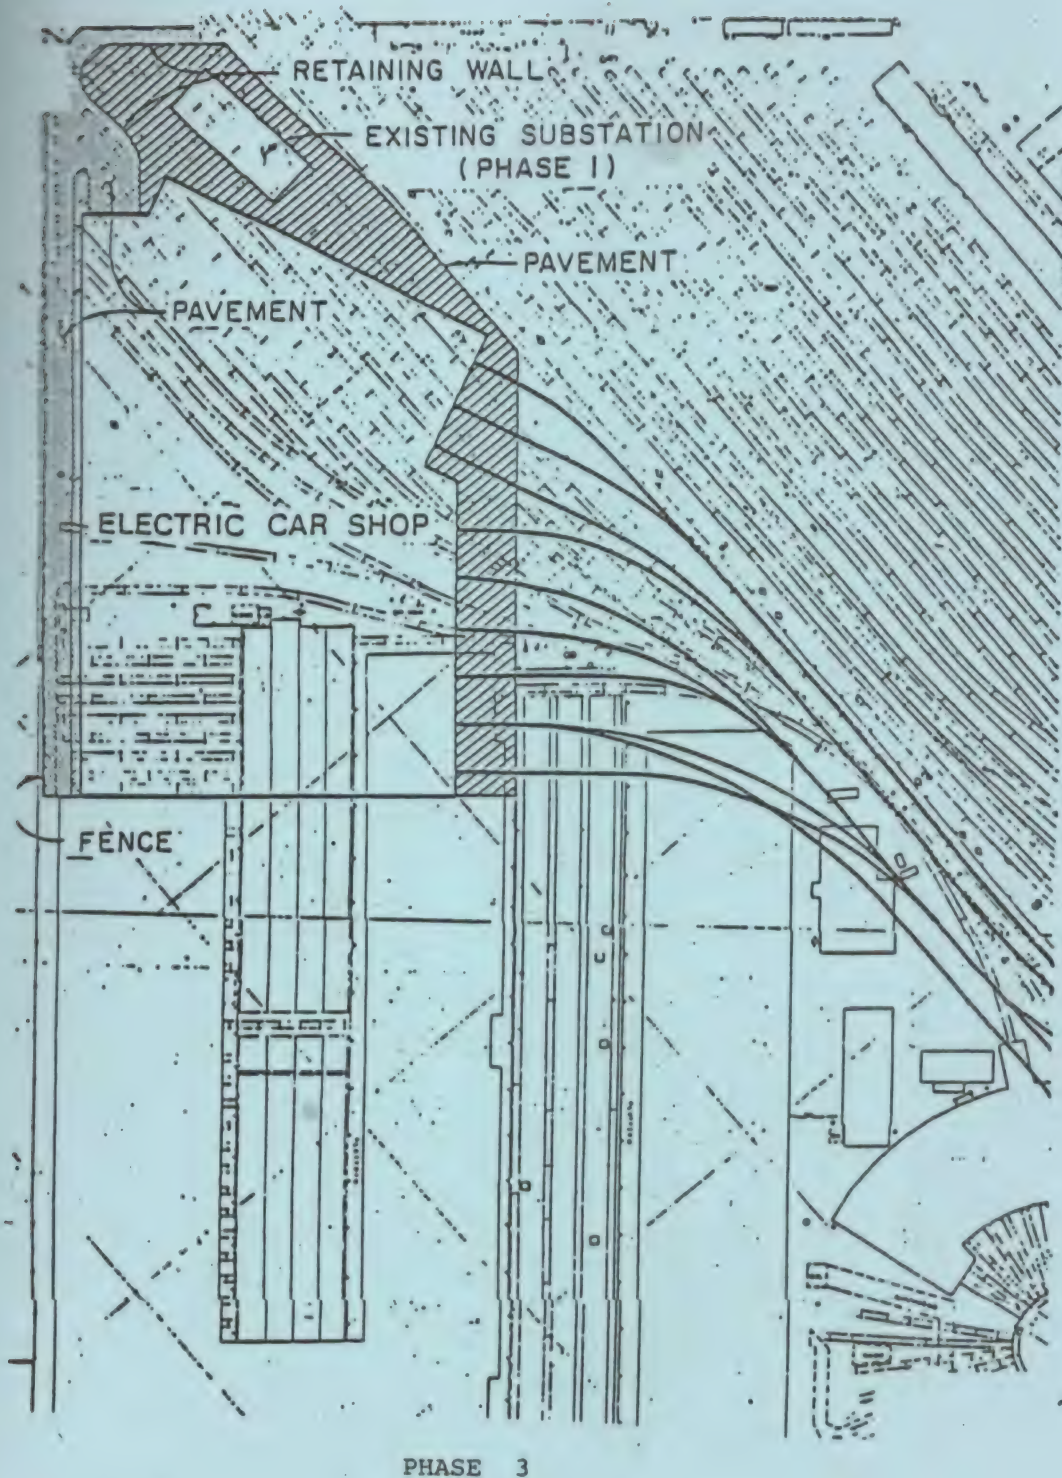 RETAINING WALL
EXISTING SUBSTATION
(PHASE I)
PAVEMENT
PAVEMENT
ELECTRIC CAR SHOP
FENCE
PHASE 3